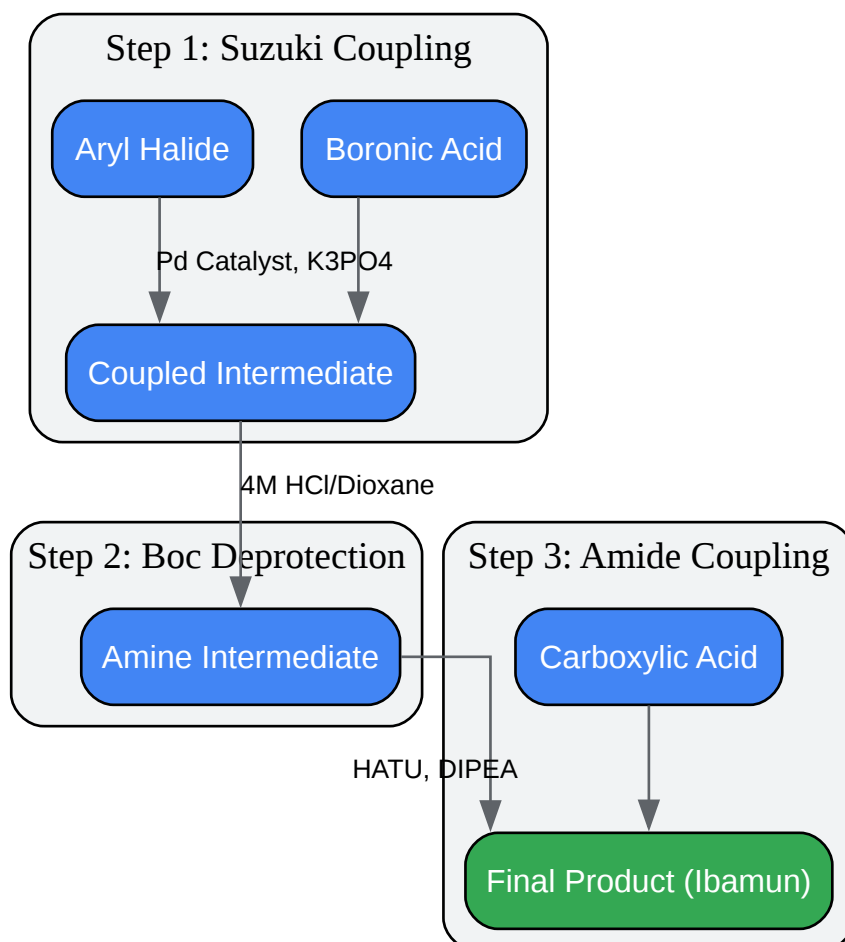 Step 1: Suzuki Coupling
Aryl Halide
Boronic Acid
Pd Catalyst, K3PO4
Coupled Intermediate
4M HCl/Dioxane
Step 2: Boc Deprotection
Amine Intermediate
Step 3: Amide Coupling
Carboxylic Acid
HATU, DIPEA
Final Product (Ibamun)